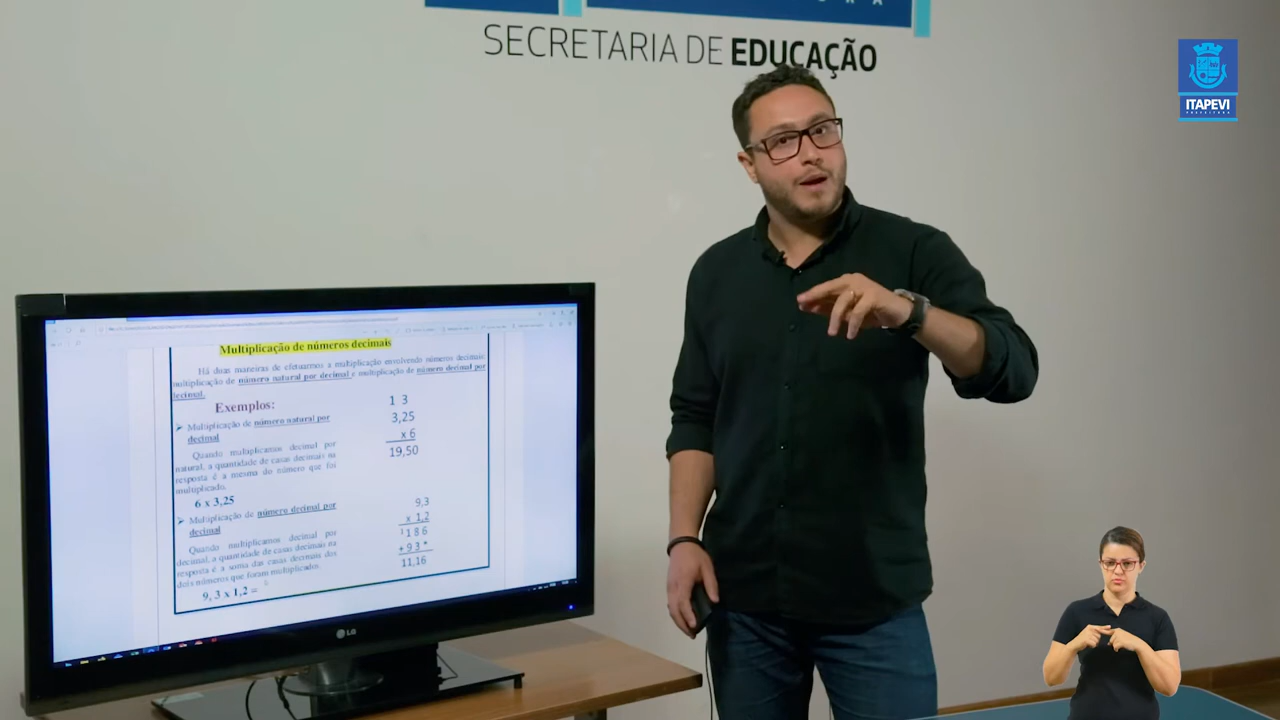 SECRETARIA DE EDUCAÇÃO
ITAPEVI
PREFEITURA
Multiplicação de números decimais
Há duas maneiras de efetuarmos a multiplicação envolvendo números decimais:
multiplicação de número natural por decimal e multiplicação de número decimal por
decimal.
Exemplos:
Multiplicação de número natural por
decimal
Quando multiplicamos decimal por
natural, a quantidade de casas decimais na
resposta é a mesma do número que foi
multiplicado.
6 x 3,25
1 3
3,25
x 6
19,50
Multiplicação de número decimal por
decimal
Quando multiplicamos decimal por
decimal, a quantidade de casas decimais na
resposta é a soma das casas decimais dos
dois números que foram multiplicados.
9, 3 x 1,2 =
9,3
x 1,2
1186
+93*
11,16
LG